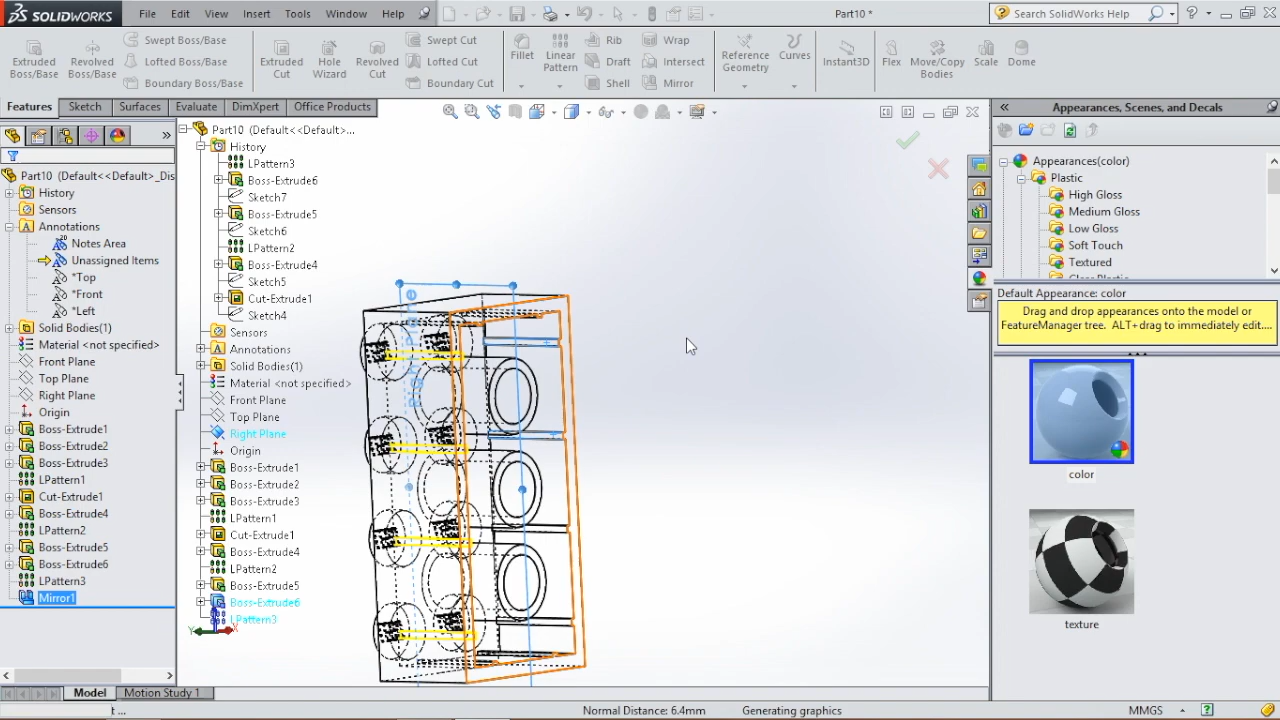 SOLIDWORKS File Edit View Insert Tools Window Help Part10 * Search SolidWorks Help
Extruded Boss/Base
Revolved Boss/Base
Swept Boss/Base
Lofted Boss/Base
Boundary Boss/Base
Extruded Cut
Hole Wizard
Revolved Cut
Swept Cut
Lofted Cut
Boundary Cut
Fillet
Linear Pattern
Rib
Draft
Shell
Wrap
Intersect
Mirror
Reference Geometry
Curves
Instant3D
Flex
Move/Copy Bodies
Scale
Dome
Features Sketch Surfaces Evaluate DimXpert Office Products
Part10 (Default<<Default>_Dis
History
Sensors
Annotations
Notes Area
Unassigned Items
*Top
*Front
*Left
Solid Bodies(1)
Material <not specified>
Front Plane
Top Plane
Right Plane
Origin
Boss-Extrude1
Boss-Extrude2
Boss-Extrude3
LPattern1
Cut-Extrude1
Boss-Extrude4
LPattern2
Boss-Extrude5
Boss-Extrude6
LPattern3
Mirror1
Part10 (Default<<Default>...
History
LPattern3
Boss-Extrude6
Sketch7
Boss-Extrude5
Sketch6
LPattern2
Boss-Extrude4
Sketch5
Cut-Extrude1
Sketch4
Sensors
Annotations
Solid Bodies(1)
Material <not specified>
Front Plane
Top Plane
Right Plane
Origin
Boss-Extrude1
Boss-Extrude2
Boss-Extrude3
LPattern1
Cut-Extrude1
Boss-Extrude4
LPattern2
Boss-Extrude5
Boss-Extrude6
LPattern3
Right Plane
Y X
Appearances, Scenes, and Decals
Appearances(color)
Plastic
High Gloss
Medium Gloss
Low Gloss
Soft Touch
Textured
Default Appearance: color
Drag and drop appearances onto the model or
FeatureManager tree. ALT+drag to immediately edit....
color
texture
Model Motion Study 1
t ... Normal Distance: 6.4mm Generating graphics MMGS